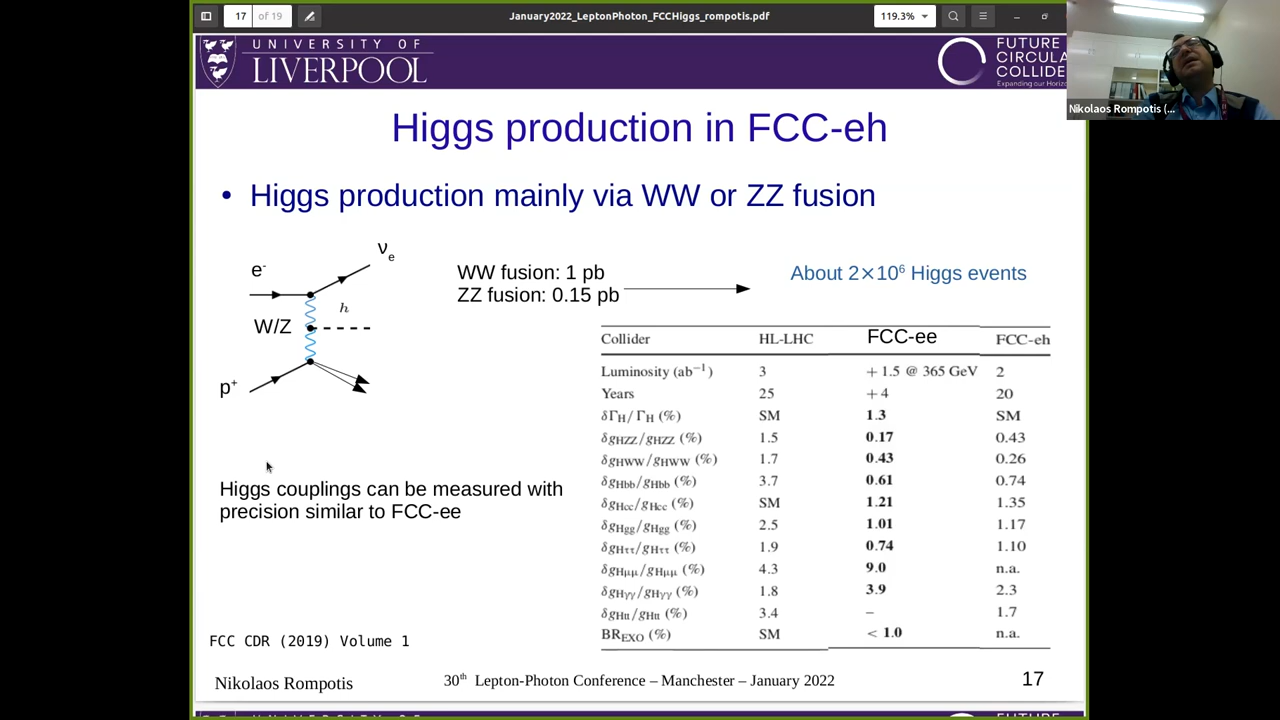 17 of 19
January2022_LeptonPhoton_FCCHiggs_rompotis.pdf
119.3%
UNIVERSITY OF
LIVERPOOL
FUTURE
CIRCULA
COLLIDE
Expanding our Horiz
Nikolaos Rompotis (...
Higgs production in FCC-eh
• Higgs production mainly via WW or ZZ fusion
e-
νe
h
W/Z
p+
WW fusion: 1 pb
ZZ fusion: 0.15 pb
About 2×10⁶ Higgs events
Collider HL-LHC FCC-ee FCC-eh
Luminosity (ab⁻¹) 3 + 1.5 @ 365 GeV 2
Years 25 + 4 20
δΓH/ΓH (%) SM 1.3 SM
δgHZZ/gHZZ (%) 1.5 0.17 0.43
δgHWW/gHWW (%) 1.7 0.43 0.26
δgHbb/gHbb (%) 3.7 0.61 0.74
δgHcc/gHcc (%) SM 1.21 1.35
δgHgg/gHgg (%) 2.5 1.01 1.17
δgHττ/gHττ (%) 1.9 0.74 1.10
δgHμμ/gHμμ (%) 4.3 9.0 n.a.
δgHγγ/gHγγ (%) 1.8 3.9 2.3
δgHtt/gHtt (%) 3.4 – 1.7
BREXO (%) SM < 1.0 n.a.
Higgs couplings can be measured with
precision similar to FCC-ee
FCC CDR (2019) Volume 1
Nikolaos Rompotis
30th Lepton-Photon Conference – Manchester – January 2022
17